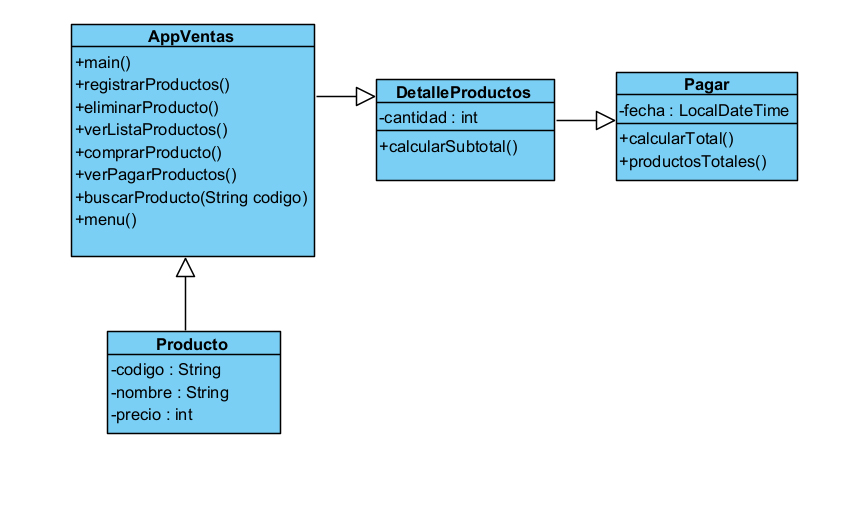 AppVentas
+main()
+registrarProductos()
+eliminarProducto()
+verListaProductos()
+comprarProducto()
+verPagarProductos()
+buscarProducto(String codigo)
+menu()
DetalleProductos
-cantidad : int
+calcularSubtotal()
Pagar
-fecha : LocalDateTime
+calcularTotal()
+productosTotales()
Producto
-codigo : String
-nombre : String
-precio : int